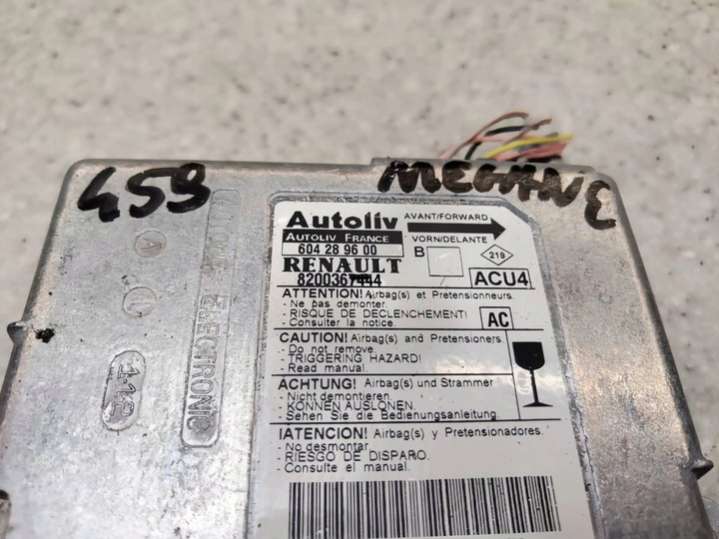 459
MEGANE
Autoliv
AVANT/FORWARD
AUTOLIV FRANCE
VORN/DELANTE
604 28 96 00
B
219
RENAULT
8200367444
ACU4
ATTENTION! Airbag(s) et Pretensionneurs.
- Ne pas demonter.
- RISQUE DE DECLENCHEMENT!
- Consulter la notice.
AC
CAUTION! Airbag(s) and Pretensioners
- Do not remove.
- TRIGGERING HAZARD!
- Read manual.
ACHTUNG! Airbag(s) und Strammer
- Nicht demontieren.
- KONNEN AUSLONEN.
- Sehen Sie die Bedienungsanleitung
!ATENCION! Airbag(s) y Pretensionadores.
- No desmontar.
- RIESGO DE DISPARO.
- Consulte el manual.
A
ELECTRONIC